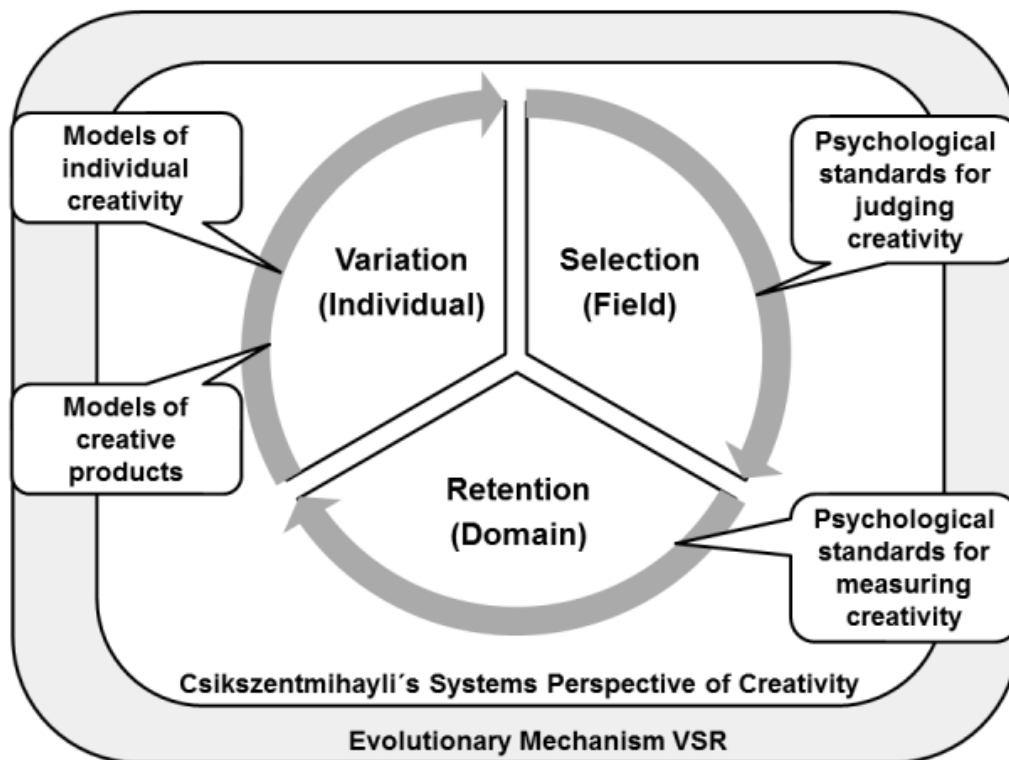 Models of
individual
creativity
Psychological
standards for
judging
creativity
Variation
(Individual)
Selection
(Field)
Models of
creative
products
Retention
(Domain)
Psychological
standards for
measuring
creativity
Csikszentmihayli´s Systems Perspective of Creativity
Evolutionary Mechanism VSR